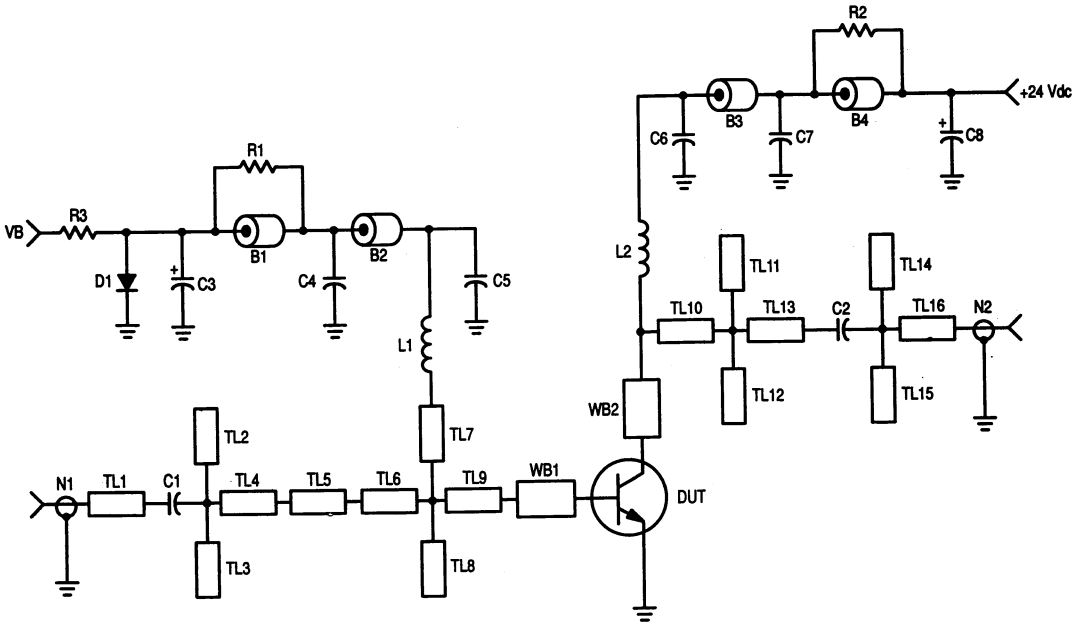 R2
+24 Vdc
B3
B4
C6
C7
+
C8
R1
VB
R3
B1
B2
D1
+
C3
C4
C5
L2
TL11
TL14
TL10
TL13
C2
TL16
N2
L1
TL12
TL15
WB2
TL2
TL7
N1
TL1
C1
TL4
TL5
TL6
TL9
WB1
DUT
TL3
TL8